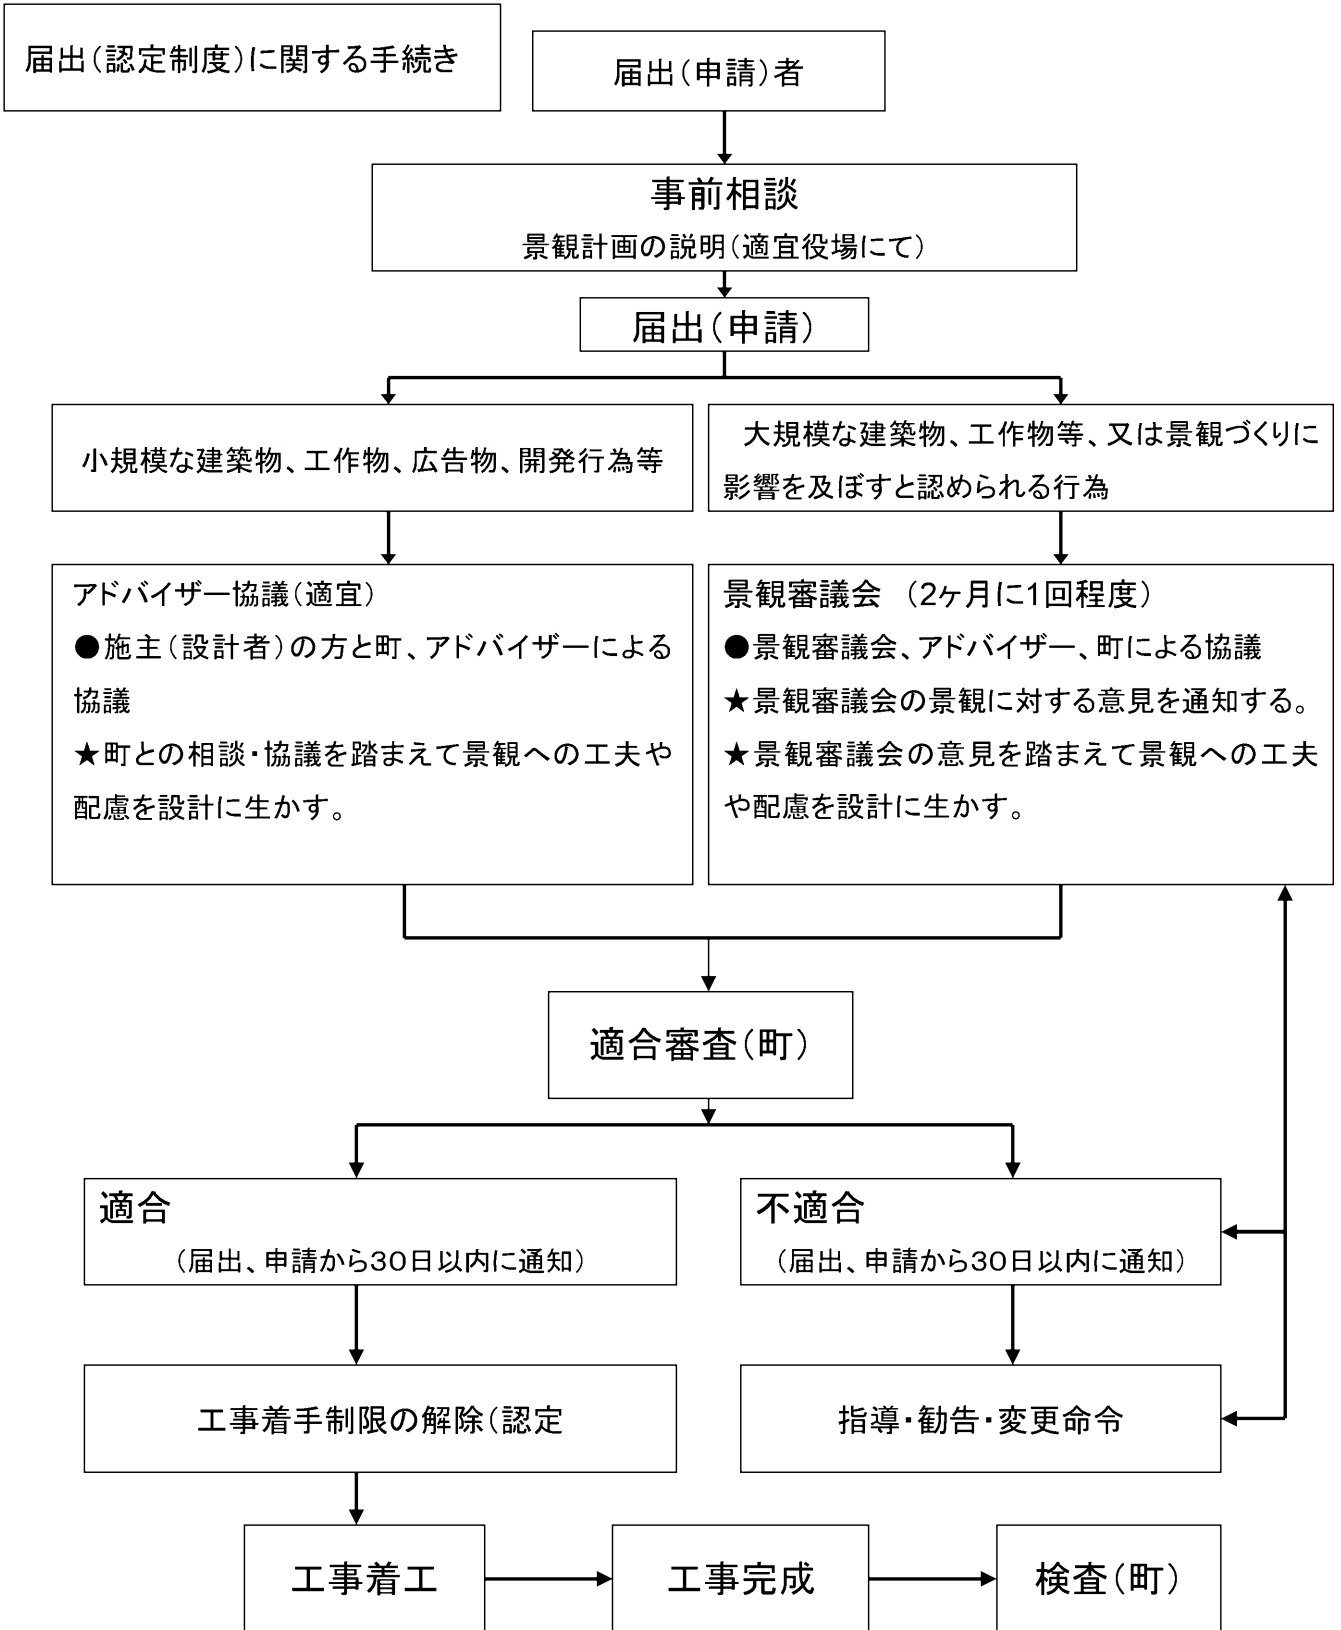 届出（認定制度）に関する手続き
届出（申請）者
事前相談
景観計画の説明（適宜役場にて）
届出（申請）
小規模な建築物、工作物、広告物、開発行為等
大規模な建築物、工作物等、又は景観づくりに
影響を及ぼすと認められる行為
アドバイザー協議（適宜）
●施主（設計者）の方と町、アドバイザーによる
協議
★町との相談・協議を踏まえて景観への工夫や
配慮を設計に生かす。
景観審議会　（2ヶ月に1回程度）
●景観審議会、アドバイザー、町による協議
★景観審議会の景観に対する意見を通知する。
★景観審議会の意見を踏まえて景観への工夫
や配慮を設計に生かす。
適合審査（町）
適合
（届出、申請から３０日以内に通知）
不適合
（届出、申請から３０日以内に通知）
工事着手制限の解除（認定
指導・勧告・変更命令
工事着工
工事完成
検査（町）